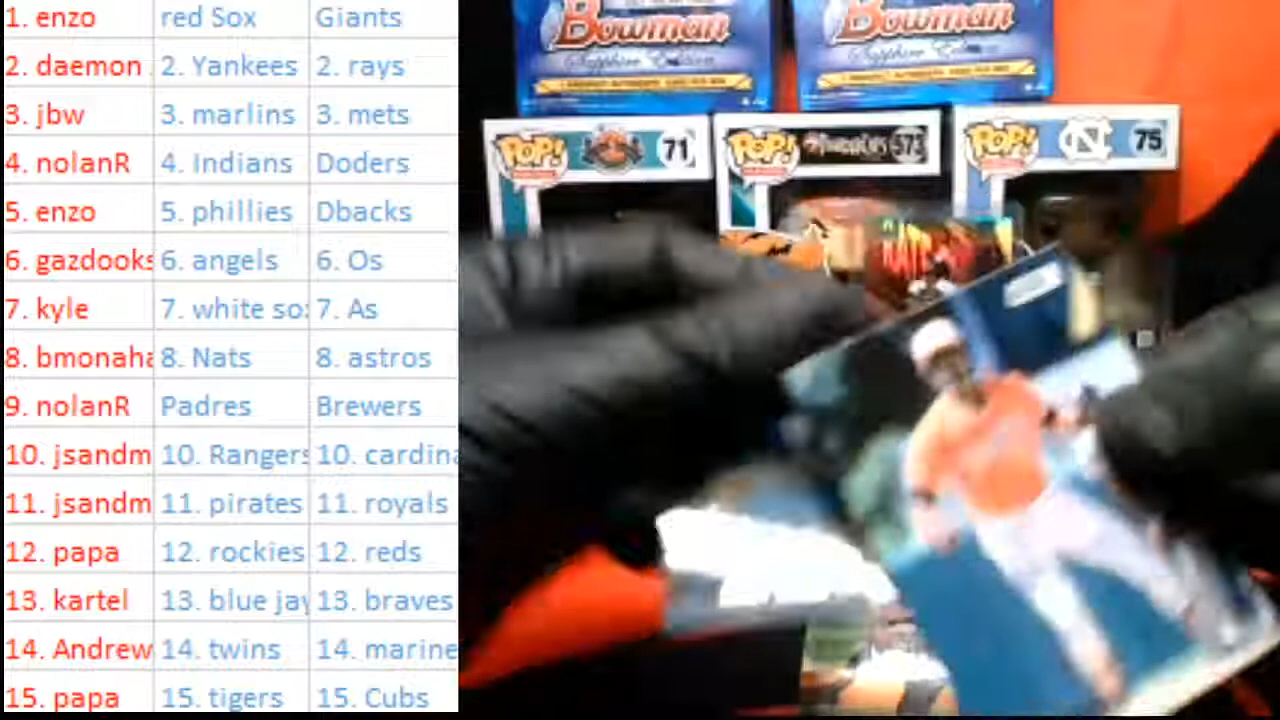 1. enzo red Sox Giants
2. daemon 2. Yankees 2. rays
3. jbw 3. marlins 3. mets
4. nolanR 4. Indians Doders
5. enzo 5. phillies Dbacks
6. gazdooks 6. angels 6. Os
7. kyle 7. white so 7. As
8. bmonaha 8. Nats 8. astros
9. nolanR Padres Brewers
10. jsandm 10. Rangers 10. cardina
11. jsandm 11. pirates 11. royals
12. papa 12. rockies 12. reds
13. kartel 13. blue jay 13. braves
14. Andrew 14. twins 14. marine
15. papa 15. tigers 15. Cubs
Bowman Bowman
Sapphire Edition Sapphire Edition
POP! 71 POP! 573 POP! NC 75